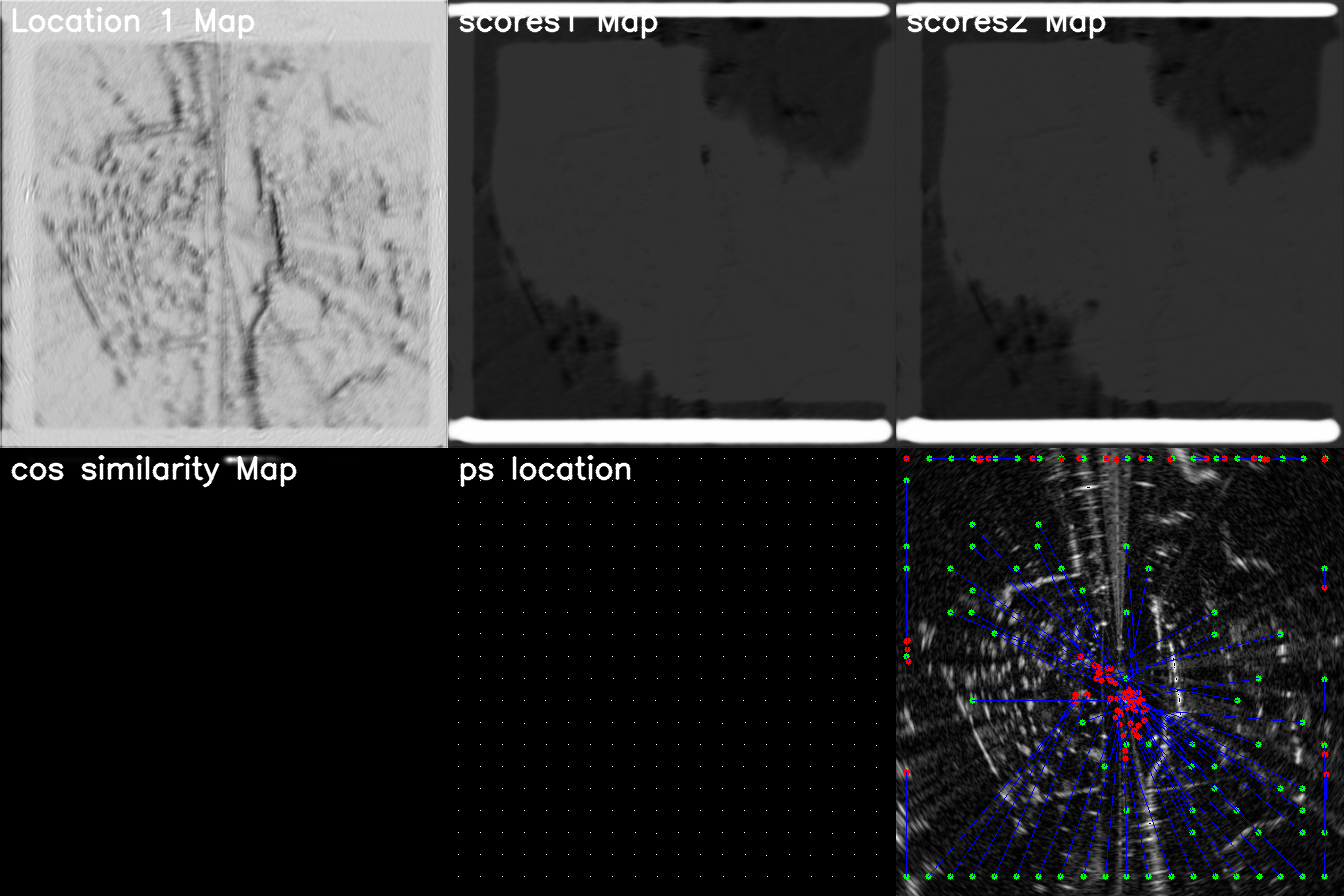 Location 1 Map
scores1 Map
scores2 Map
cos similarity Map
ps location